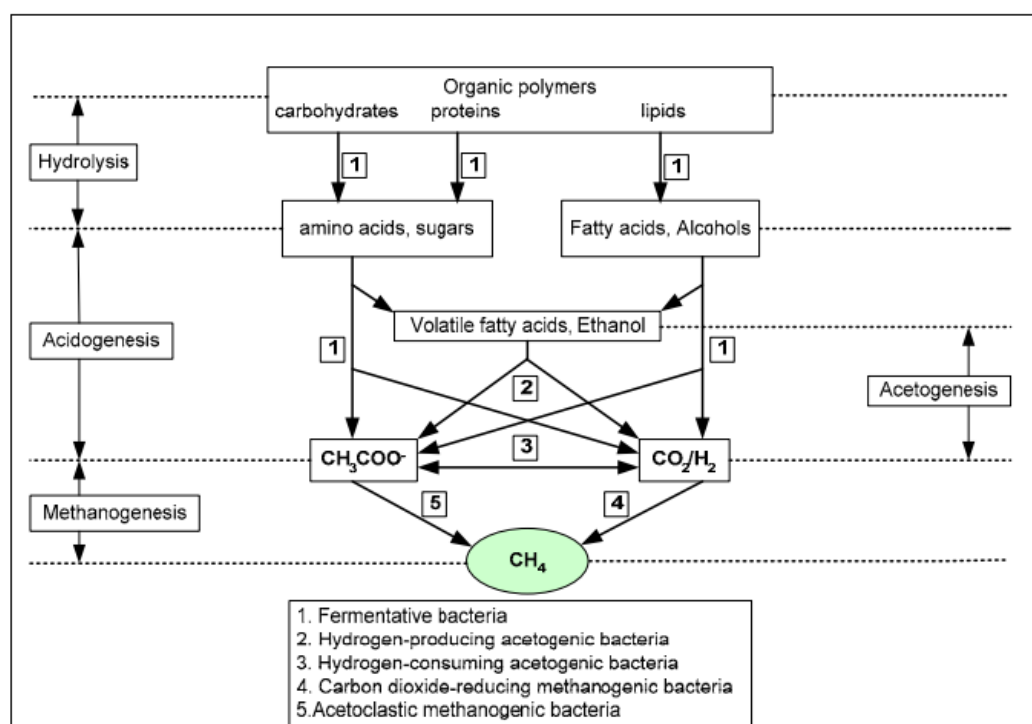 Organic polymers
carbohydrates proteins lipids
Hydrolysis
1 1 1
amino acids, sugars Fatty acids, Alcohols
Volatile fatty acids, Ethanol
Acidogenesis
1 1
2
Acetogenesis
CH₃COO⁻ 3 CO₂/H₂
Methanogenesis
5 4
CH₄
1. Fermentative bacteria
2. Hydrogen-producing acetogenic bacteria
3. Hydrogen-consuming acetogenic bacteria
4. Carbon dioxide-reducing methanogenic bacteria
5.Acetoclastic methanogenic bacteria